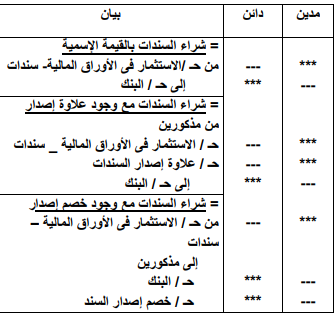 مدين دائن بيان
= شراء السندات بالقيمة الإسمية
*** --- من حـ /الاستثمار فى الأوراق المالية- سندات
--- *** إلى حـ / البنك
= شراء السندات مع وجود علاوة إصدار
من مذكورين
*** --- حـ / الاستثمار فى الأوراق المالية _ سندات
*** --- حـ / علاوة إصدار السندات
--- *** إلى حـ / البنك
= شراء السندات مع وجود خصم إصدار
*** --- من حـ / الاستثمار فى الأوراق المالية –
سندات
إلى مذكورين
--- *** حـ / البنك
--- *** حـ / خصم إصدار السند